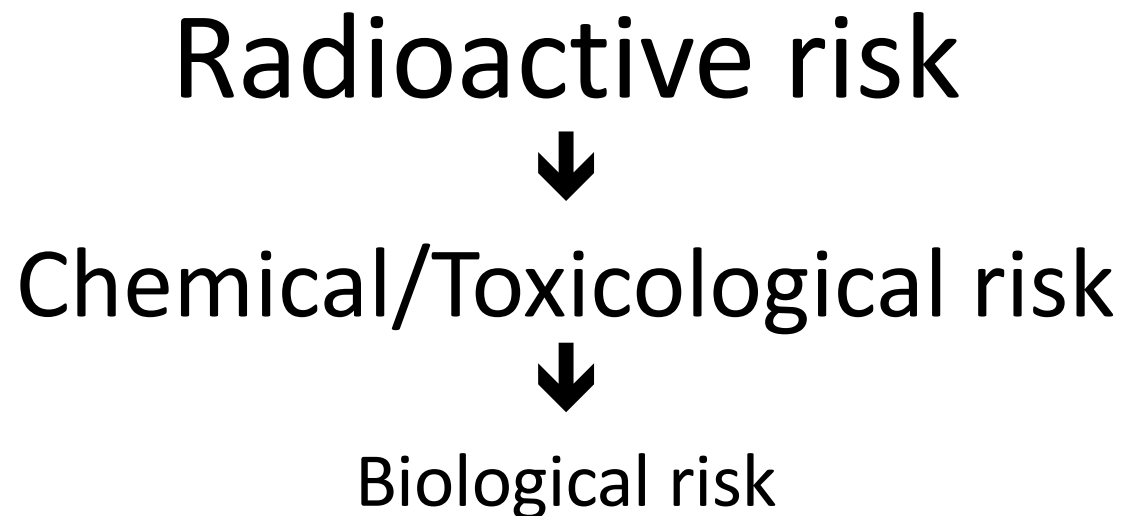 Radioactive risk
↓
Chemical/Toxicological risk
↓
Biological risk